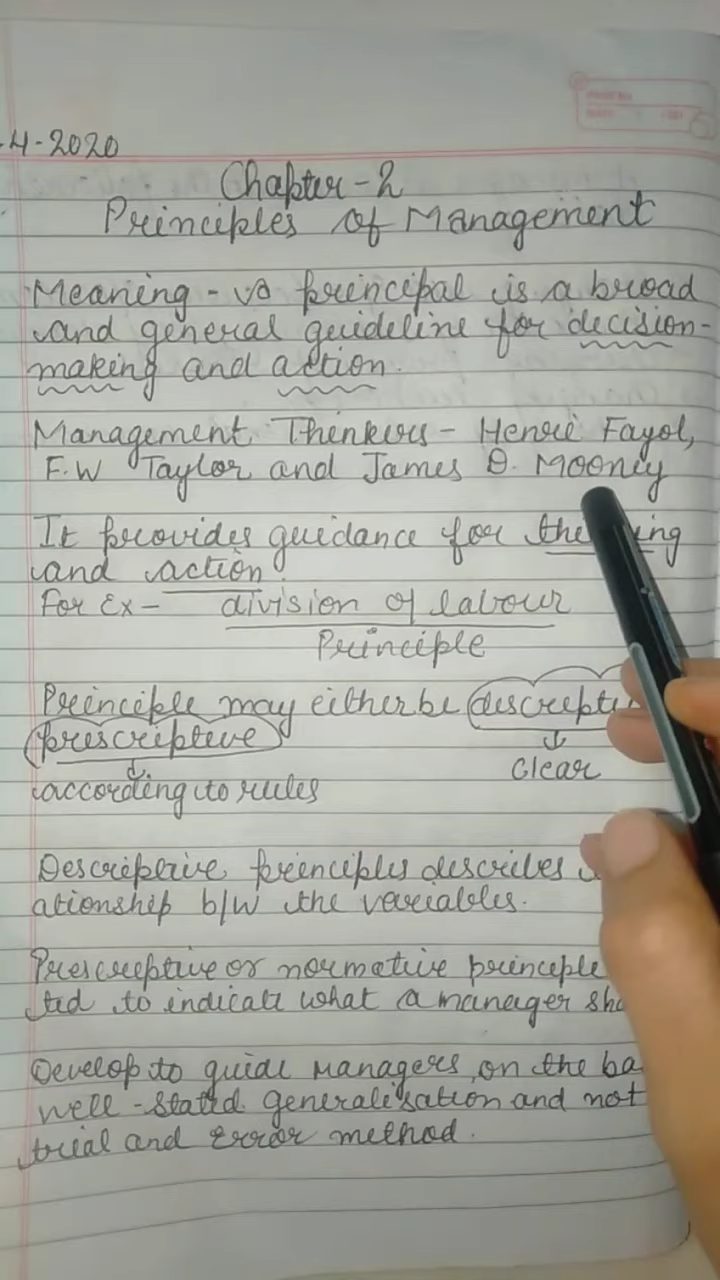 -4-2020
Chapter-2
Principles of Management
Meaning - A principal is a broad
and general guideline for decision-
making and action.
Management Thinkers - Henri Fayol,
F.W Taylor and James D. Mooney
It provides guidance for
and action.
For Ex - division of labour
Principle
Principle may either be
prescriptive
clear
according to rules
Descriptive principles describes
ationship b/w the variables.
Prescriptive or normative principle
ted to indicate what a manager
Develop to guide managers, on the
well-stated generalisation and not
trial and Error method.